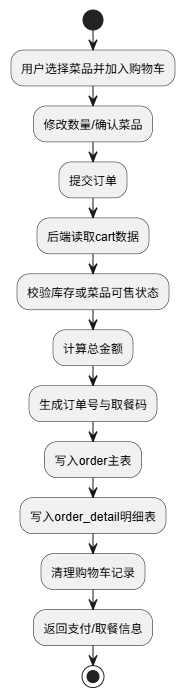 用户选择菜品并加入购物车
修改数量/确认菜品
提交订单
后端读取cart数据
校验库存或菜品可售状态
计算总金额
生成订单号与取餐码
写入order主表
写入order_detail明细表
清理购物车记录
返回支付/取餐信息